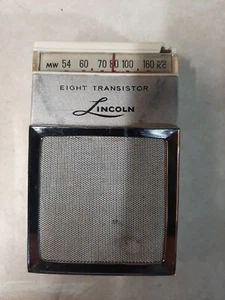 MW 54 60 70 80 100 160 K℃
EIGHT TRANSISTOR
LINCOLN